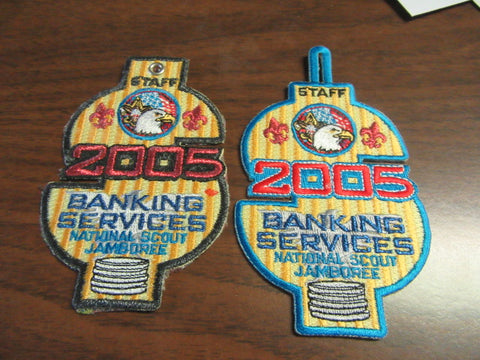 STAFF
2005
BANKING
SERVICES
NATIONAL SCOUT
JAMBOREE
STAFF
2005
BANKING
SERVICES
NATIONAL SCOUT
JAMBOREE